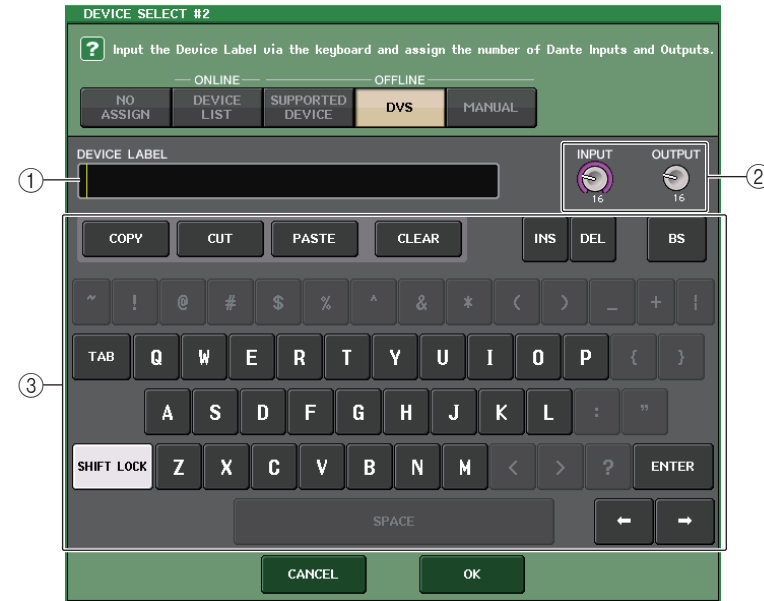 DEVICE SELECT #2
? Input the Device Label via the keyboard and assign the number of Dante Inputs and Outputs.
ONLINE OFFLINE
NO ASSIGN DEVICE LIST SUPPORTED DEVICE DVS MANUAL
DEVICE LABEL INPUT OUTPUT
① ②
16 16
COPY CUT PASTE CLEAR INS DEL BS
~ ! @ # $ % ^ & * ( ) _ + |
TAB Q W E R T Y U I O P { }
③
A S D F G H J K L : "
SHIFT LOCK Z X C V B N M < > ? ENTER
SPACE ← →
CANCEL OK